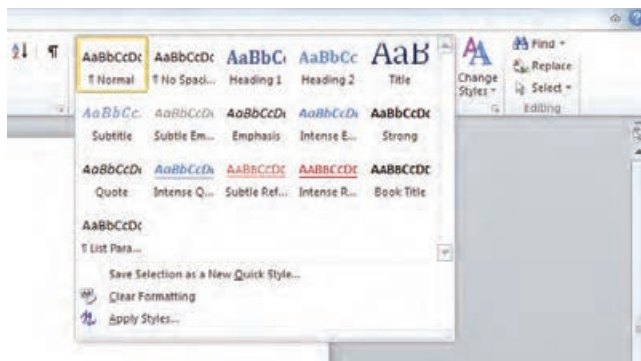 AaBbCcDc AaBbCcDc AaBbC AaBbCc AaB
¶ Normal ¶ No Spaci... Heading 1 Heading 2 Title
AaBbCc. AaBbCcDc AaBbCcDc AaBbCcDc AaBbCcDc
Subtitle Subtle Em... Emphasis Intense E... Strong
AaBbCcDc AaBbCcDc AABBCCDC AABBCCDC AABBCCDC
Quote Intense Q... Subtle Ref... Intense R... Book Title
AaBbCcDc
¶ List Para...
Save Selection as a New Quick Style...
Clear Formatting
Apply Styles...
Change
Styles
Find
Replace
Select
Editing